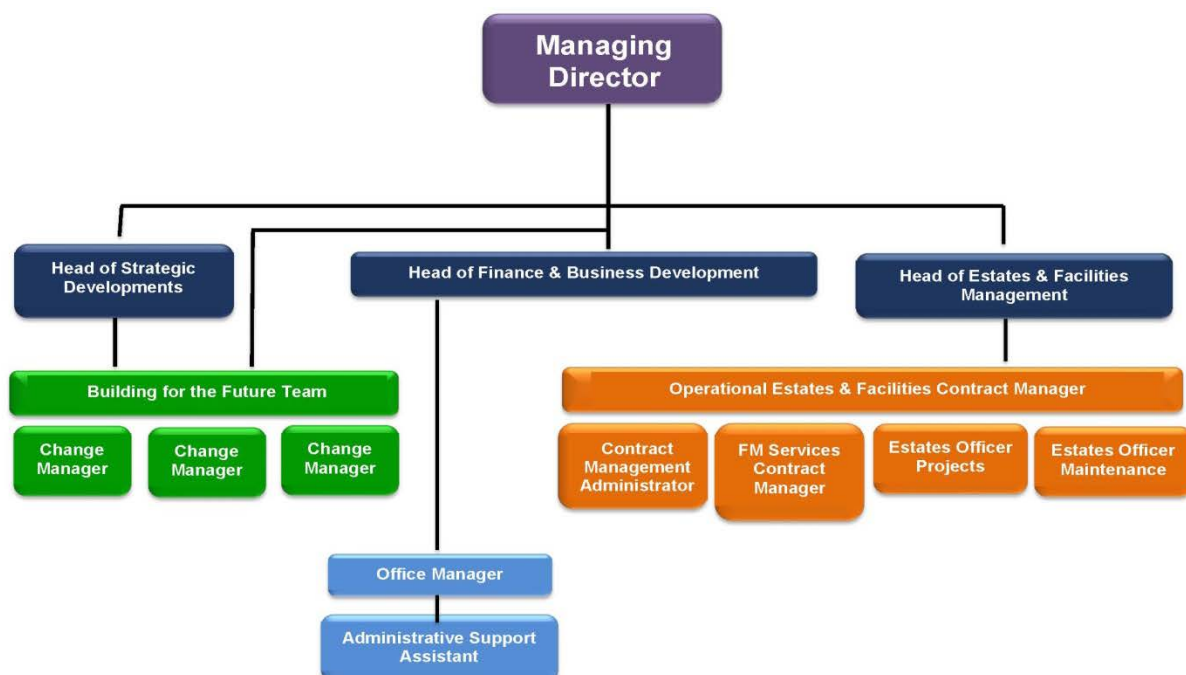 Managing
Director
Head of Strategic
Developments
Head of Finance & Business Development
Head of Estates & Facilities
Management
Building for the Future Team
Change
Manager
Change
Manager
Change
Manager
Operational Estates & Facilities Contract Manager
Contract
Management
Administrator
FM Services
Contract
Manager
Estates Officer
Projects
Estates Officer
Maintenance
Office Manager
Administrative Support
Assistant